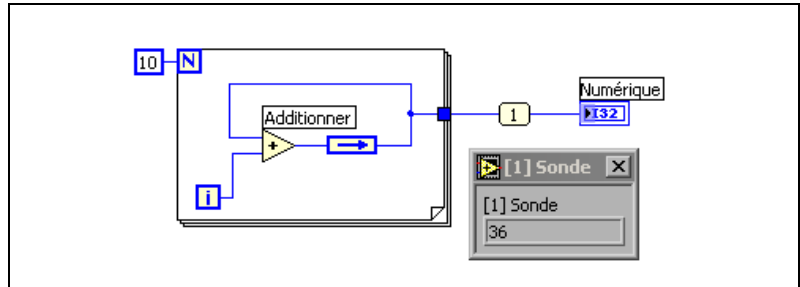 10 N
Numérique
Additionner
1
I32
+
[1] Sonde
i
[1] Sonde
36